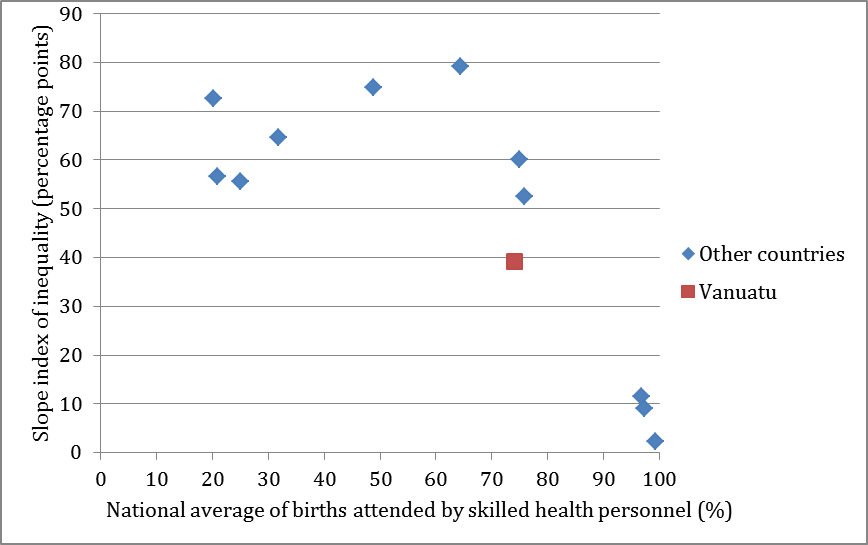 Slope index of inequality (percentage points)
90
80
70
60
50
40
30
20
10
0
0 10 20 30 40 50 60 70 80 90 100
National average of births attended by skilled health personnel (%)
Other countries
Vanuatu